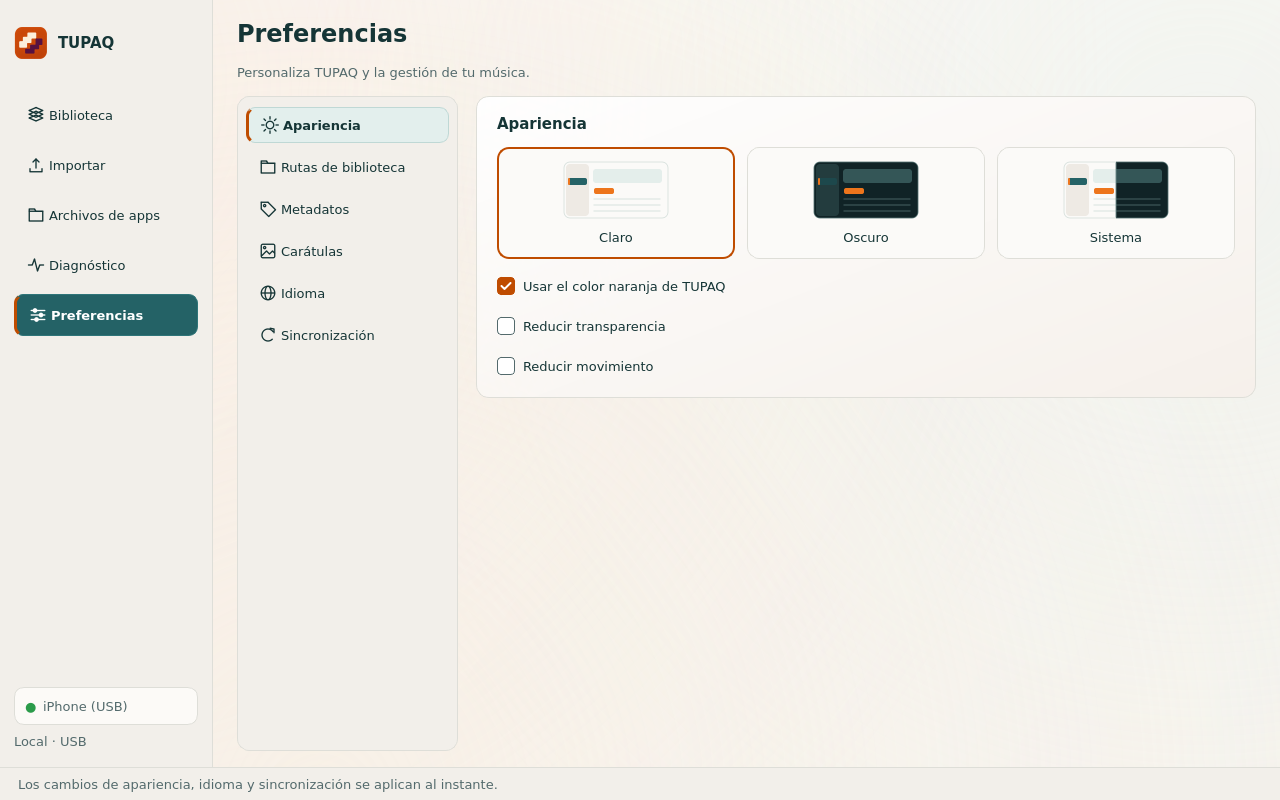 TUPAQ
Biblioteca
Importar
Archivos de apps
Diagnóstico
Preferencias
iPhone (USB)
Local · USB
Preferencias
Personaliza TUPAQ y la gestión de tu música.
Apariencia
Rutas de biblioteca
Metadatos
Carátulas
Idioma
Sincronización
Apariencia
Claro
Oscuro
Sistema
Usar el color naranja de TUPAQ
Reducir transparencia
Reducir movimiento
Los cambios de apariencia, idioma y sincronización se aplican al instante.